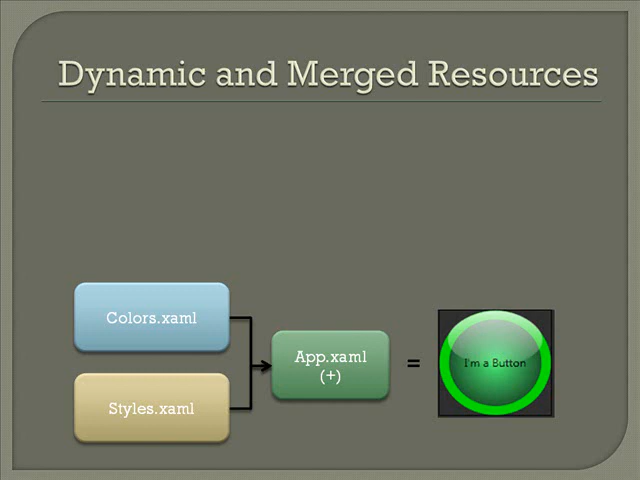 Dynamic and Merged Resources
Colors.xaml
Styles.xaml
App.xaml
(+)
=
I'm a Button